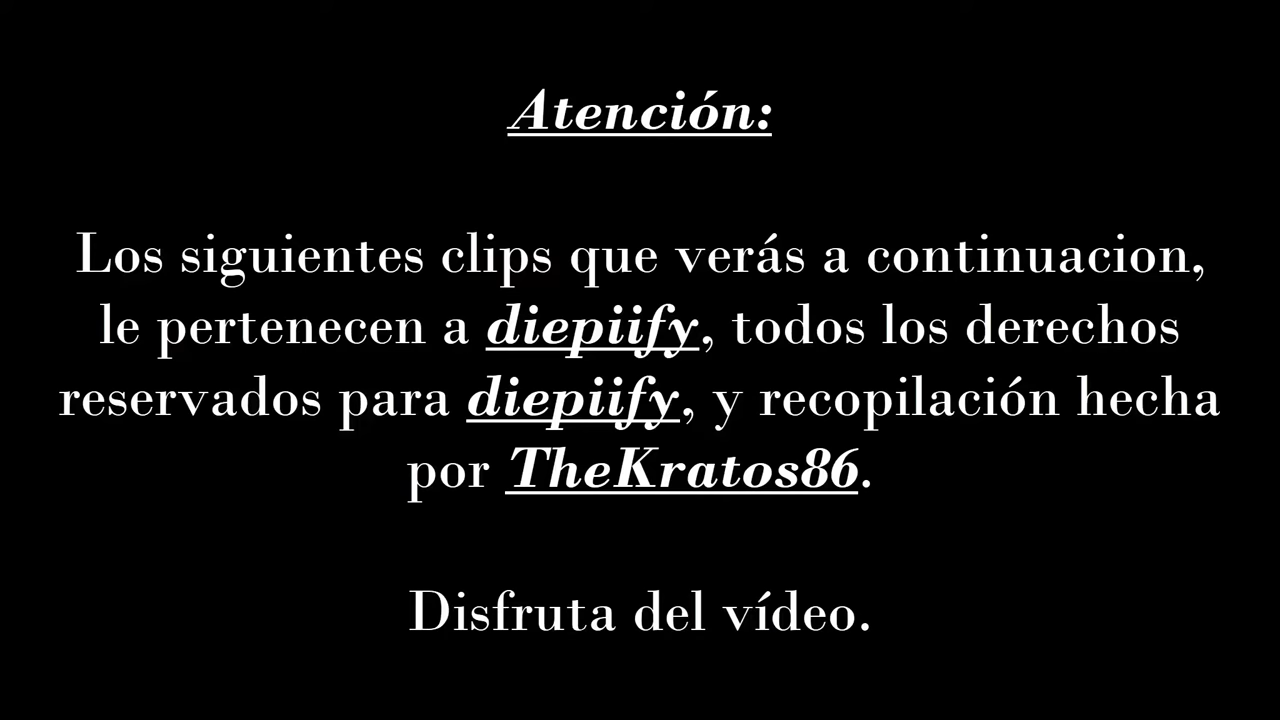 Atención:
Los siguientes clips que verás a continuacion,
le pertenecen a diepiify, todos los derechos
reservados para diepiify, y recopilación hecha
por TheKratos86.
Disfruta del vídeo.